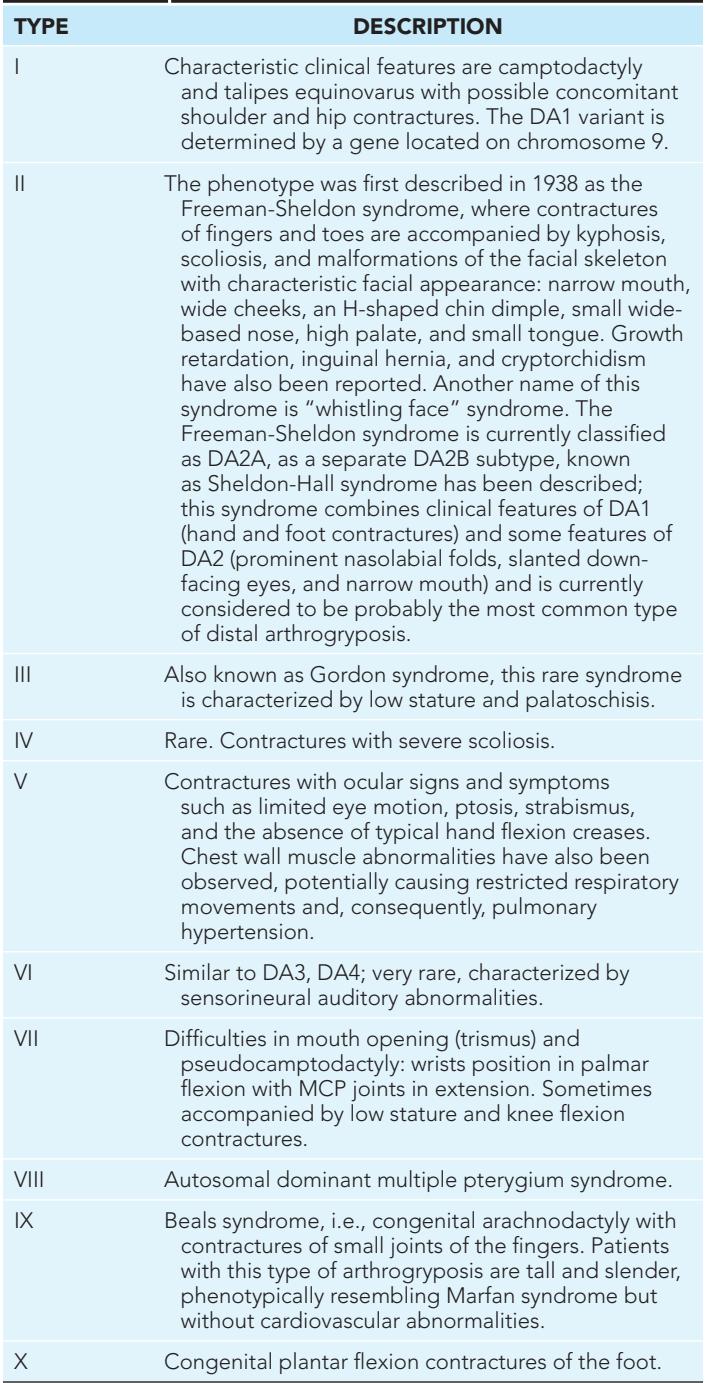 TYPE DESCRIPTION
I Characteristic clinical features are camptodactyly
and talipes equinovarus with possible concomitant
shoulder and hip contractures. The DA1 variant is
determined by a gene located on chromosome 9.
II The phenotype was first described in 1938 as the
Freeman-Sheldon syndrome, where contractures
of fingers and toes are accompanied by kyphosis,
scoliosis, and malformations of the facial skeleton
with characteristic facial appearance: narrow mouth,
wide cheeks, an H-shaped chin dimple, small wide-
based nose, high palate, and small tongue. Growth
retardation, inguinal hernia, and cryptorchidism
have also been reported. Another name of this
syndrome is “whistling face” syndrome. The
Freeman-Sheldon syndrome is currently classified
as DA2A, as a separate DA2B subtype, known
as Sheldon-Hall syndrome has been described;
this syndrome combines clinical features of DA1
(hand and foot contractures) and some features of
DA2 (prominent nasolabial folds, slanted down-
facing eyes, and narrow mouth) and is currently
considered to be probably the most common type
of distal arthrogryposis.
III Also known as Gordon syndrome, this rare syndrome
is characterized by low stature and palatoschisis.
IV Rare. Contractures with severe scoliosis.
V Contractures with ocular signs and symptoms
such as limited eye motion, ptosis, strabismus,
and the absence of typical hand flexion creases.
Chest wall muscle abnormalities have also been
observed, potentially causing restricted respiratory
movements and, consequently, pulmonary
hypertension.
VI Similar to DA3, DA4; very rare, characterized by
sensorineural auditory abnormalities.
VII Difficulties in mouth opening (trismus) and
pseudocamptodactyly: wrists position in palmar
flexion with MCP joints in extension. Sometimes
accompanied by low stature and knee flexion
contractures.
VIII Autosomal dominant multiple pterygium syndrome.
IX Beals syndrome, i.e., congenital arachnodactyly with
contractures of small joints of the fingers. Patients
with this type of arthrogryposis are tall and slender,
phenotypically resembling Marfan syndrome but
without cardiovascular abnormalities.
X Congenital plantar flexion contractures of the foot.